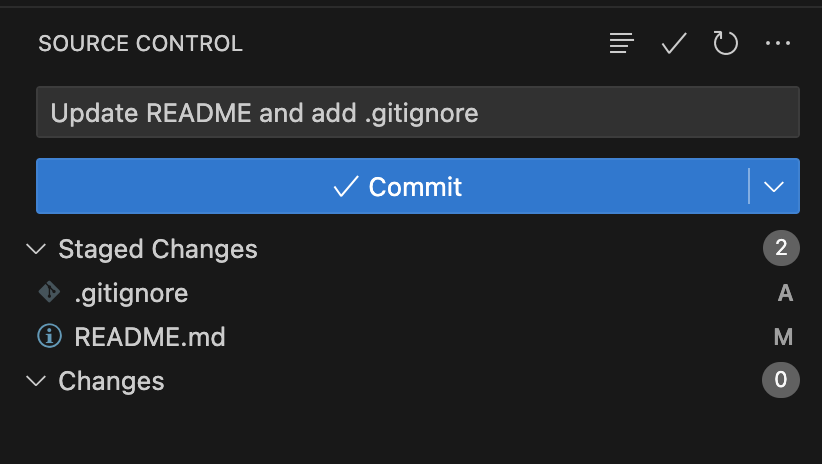 SOURCE CONTROL
Update README and add .gitignore
Commit
Staged Changes 2
.gitignore A
README.md M
Changes 0